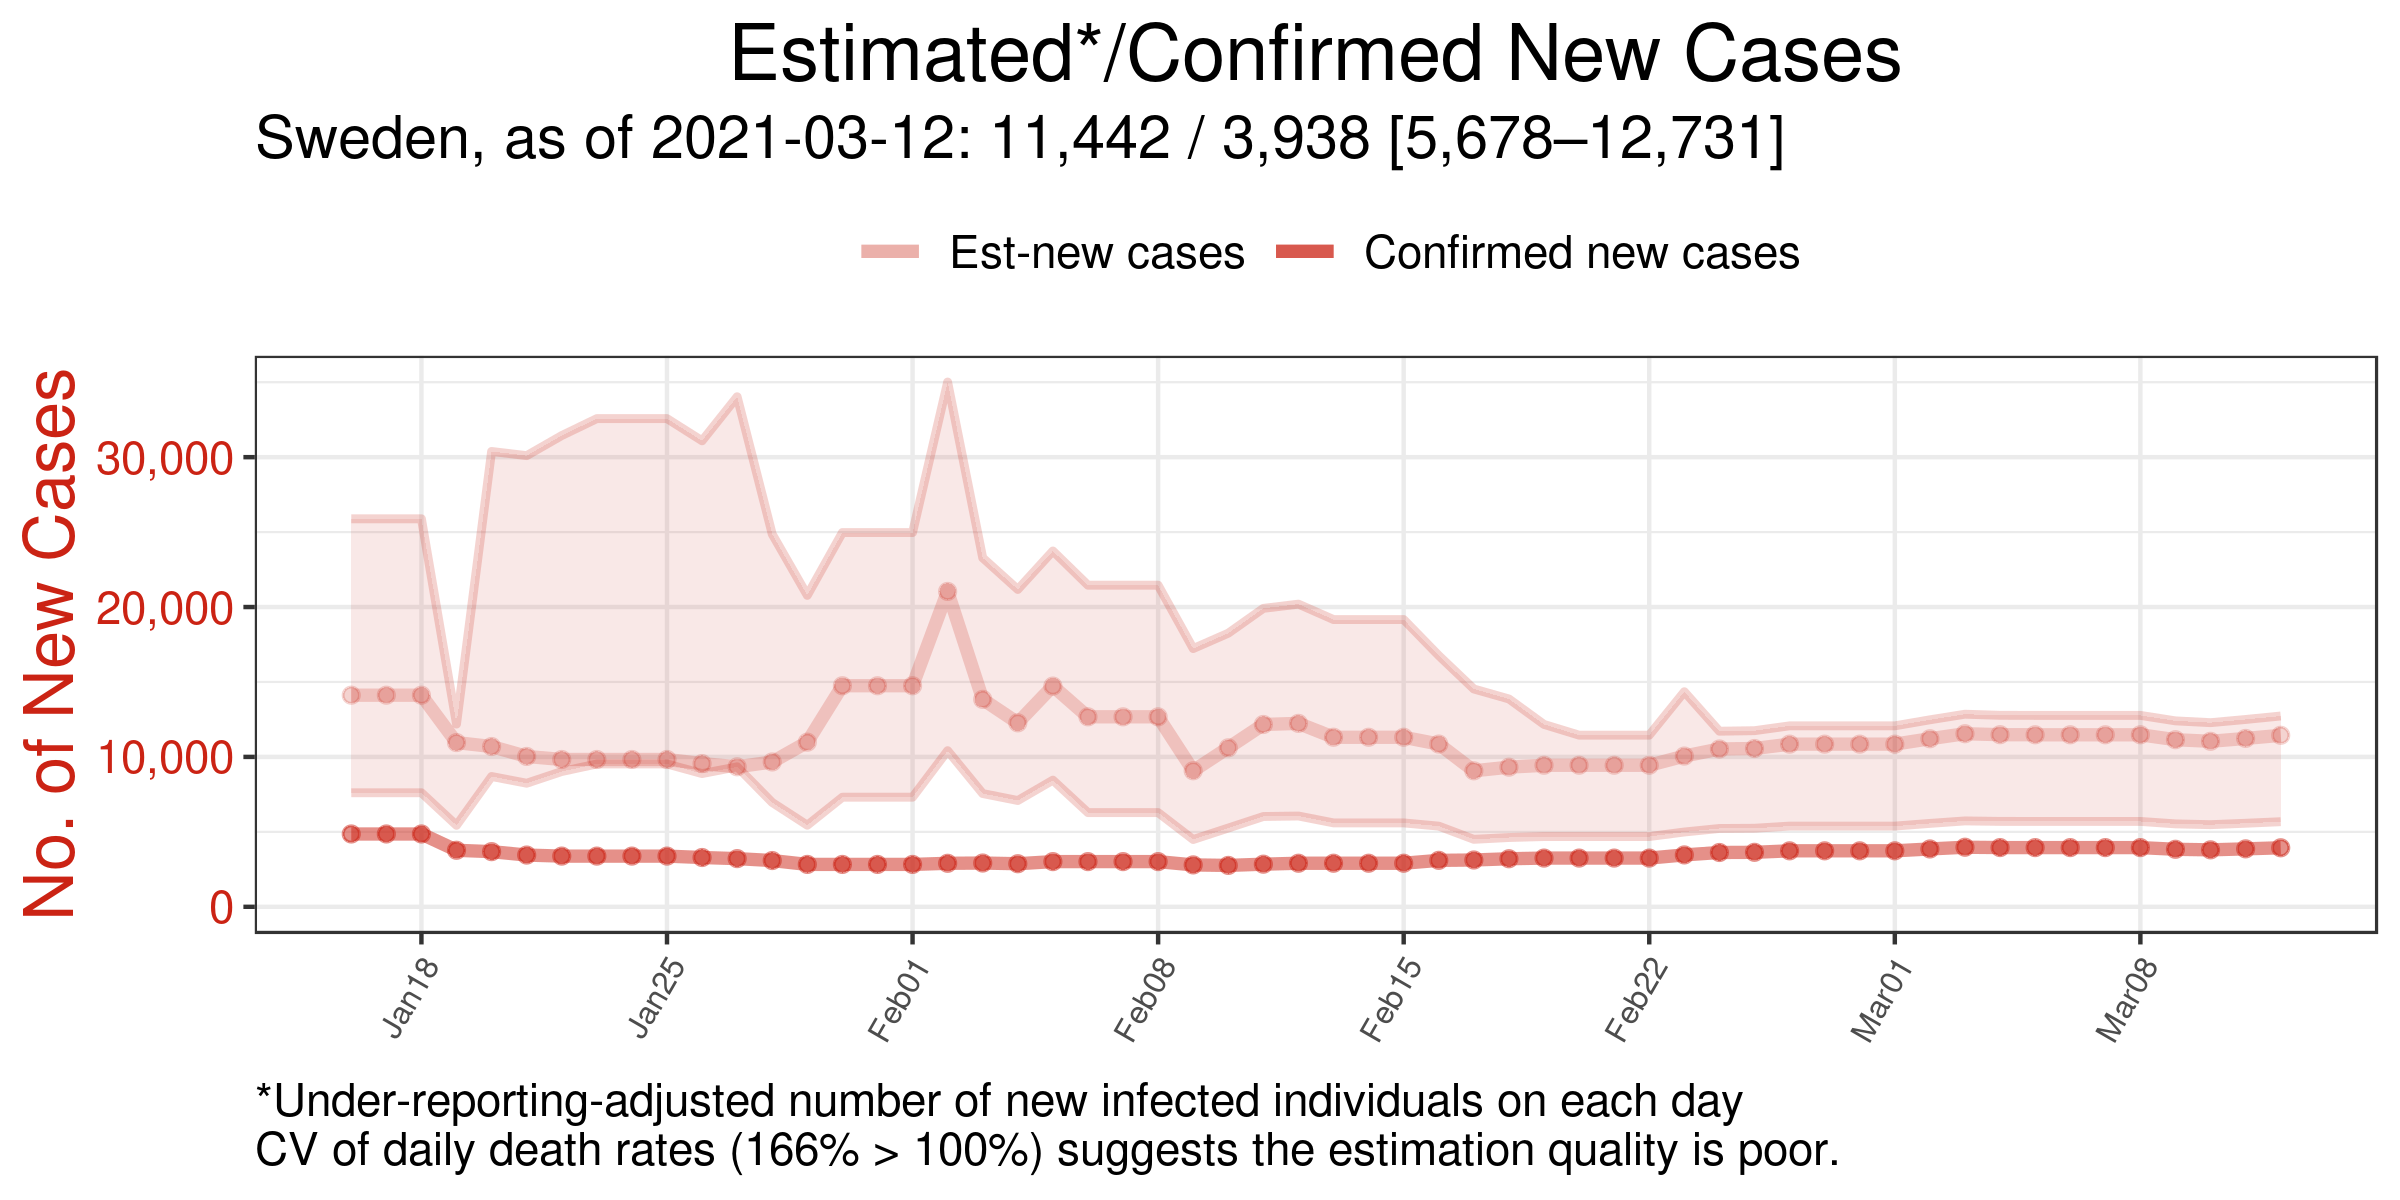 Estimated*/Confirmed New Cases
Sweden, as of 2021-03-12: 11,442 / 3,938 [5,678–12,731]
Est-new cases Confirmed new cases
No. of New Cases
30,000
20,000
10,000
0
Jan18 Jan25 Feb01 Feb08 Feb15 Feb22 Mar01 Mar08
*Under-reporting-adjusted number of new infected individuals on each day
CV of daily death rates (166% > 100%) suggests the estimation quality is poor.